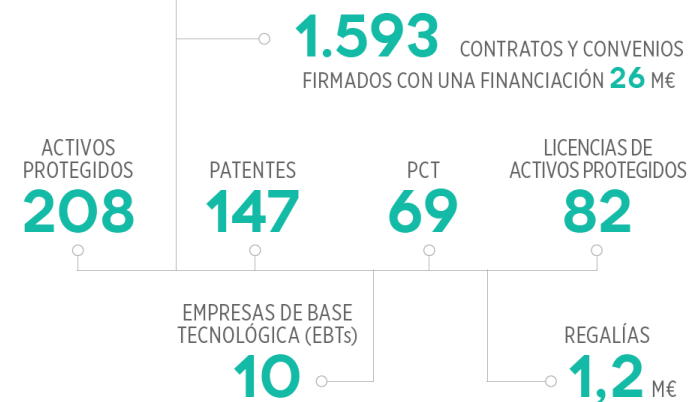 1.593 CONTRATOS Y CONVENIOS
FIRMADOS CON UNA FINANCIACIÓN 26 M€
ACTIVOS
PROTEGIDOS
208
PATENTES
147
PCT
69
LICENCIAS DE
ACTIVOS PROTEGIDOS
82
EMPRESAS DE BASE
TECNOLÓGICA (EBTs)
10
REGALÍAS
1,2 M€